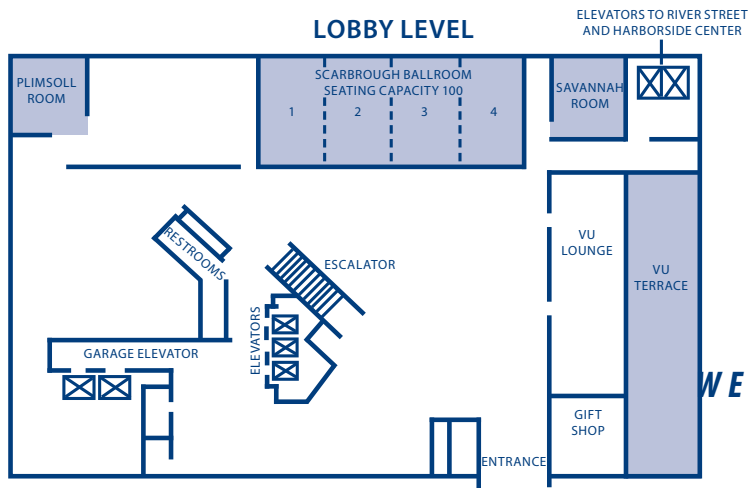 LOBBY LEVEL
ELEVATORS TO RIVER STREET
AND HARBORSIDE CENTER
PLIMSOLL
ROOM
SCARBROUGH BALLROOM
SEATING CAPACITY 100
1 2 3 4
SAVANNAH
ROOM
RESTROOMS
ESCALATOR
VU
LOUNGE
VU
TERRACE
ELEVATORS
GARAGE ELEVATOR
WE
GIFT
SHOP
ENTRANCE